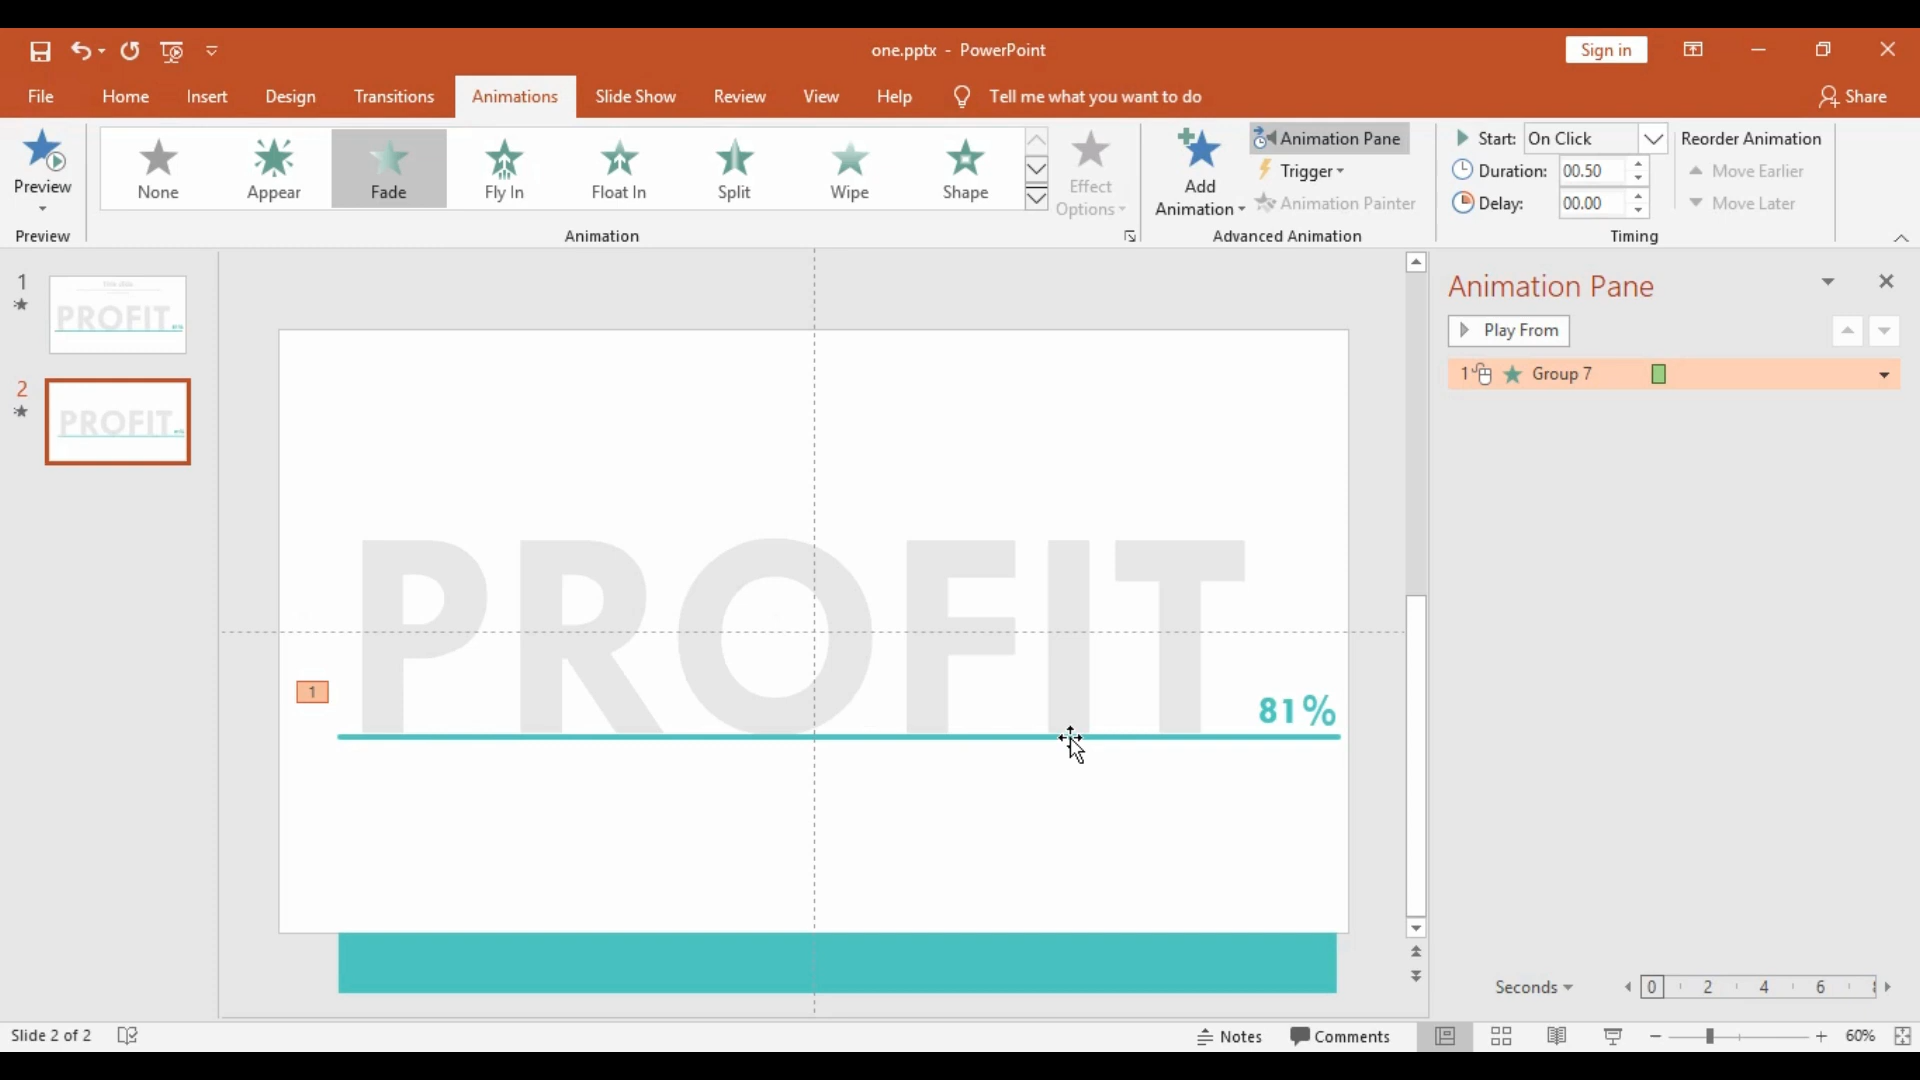 one.pptx - PowerPoint
Sign in
File Home Insert Design Transitions Animations Slide Show Review View Help Tell me what you want to do Share
Preview
None Appear Fade Fly In Float In Split Wipe Shape
Effect Options
Add Animation
Animation Pane
Trigger
Animation Painter
Start: On Click
Duration: 00.50
Delay: 00.00
Reorder Animation
Move Earlier
Move Later
Preview Animation Advanced Animation Timing
1
PROFIT
2
PROFIT
PROFIT
1
81%
Animation Pane
Play From
1 Group 7
Seconds 0 2 4 6
Slide 2 of 2 Notes Comments 60%